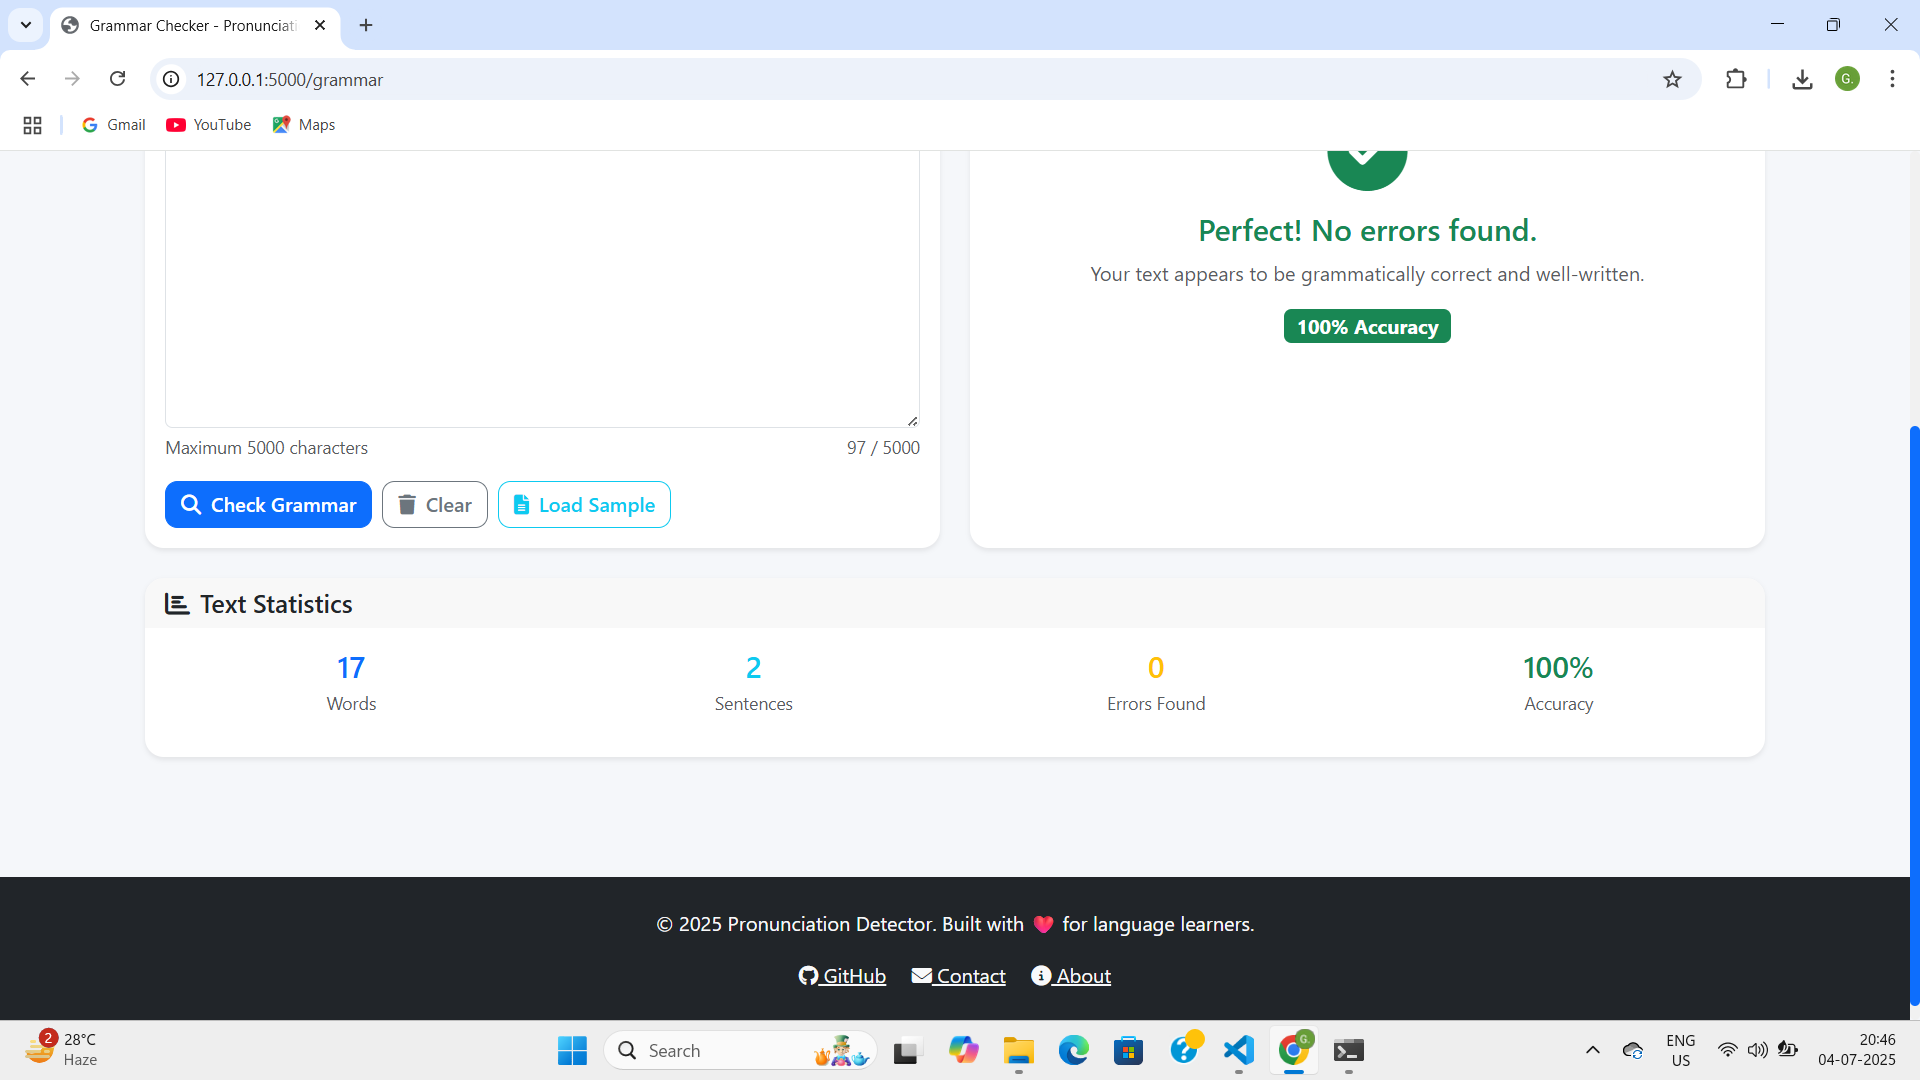 Grammar Checker - Pronunciati
127.0.0.1:5000/grammar
G.
Gmail
YouTube
Maps
Maximum 5000 characters
97 / 5000
Check Grammar
Clear
Load Sample
Perfect! No errors found.
Your text appears to be grammatically correct and well-written.
100% Accuracy
Text Statistics
17
Words
2
Sentences
0
Errors Found
100%
Accuracy
© 2025 Pronunciation Detector. Built with ❤️ for language learners.
GitHub Contact About
2
28°C
Haze
Search
G.
ENG
US
20:46
04-07-2025